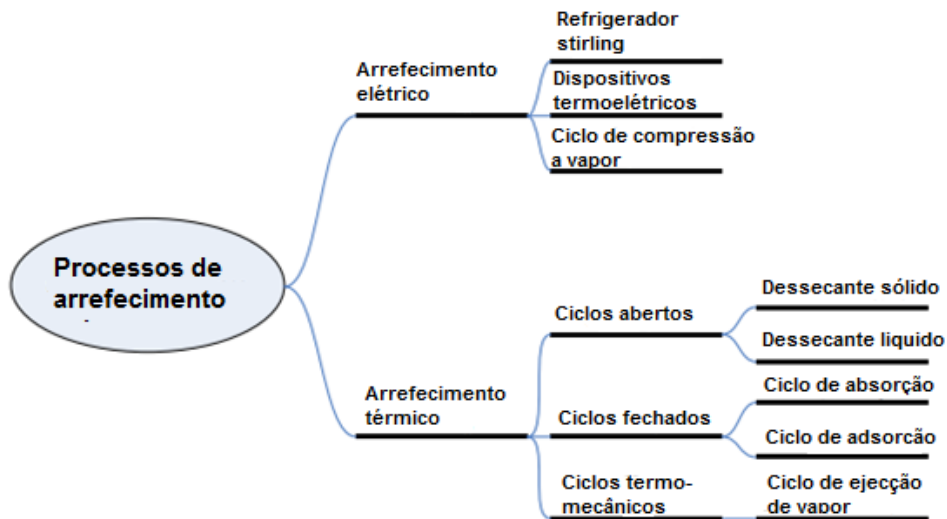 Refrigerador
stirling
Arrefecimento
elétrico
Dispositivos
termoelétricos
Ciclo de compressão
a vapor
Processos de
arrefecimento
Dessecante sólido
Ciclos abertos
Dessecante liquido
Arrefecimento
térmico
Ciclo de absorção
Ciclos fechados
Ciclo de adsorcão
Ciclos termo-
mecânicos
Ciclo de ejecção
de vapor